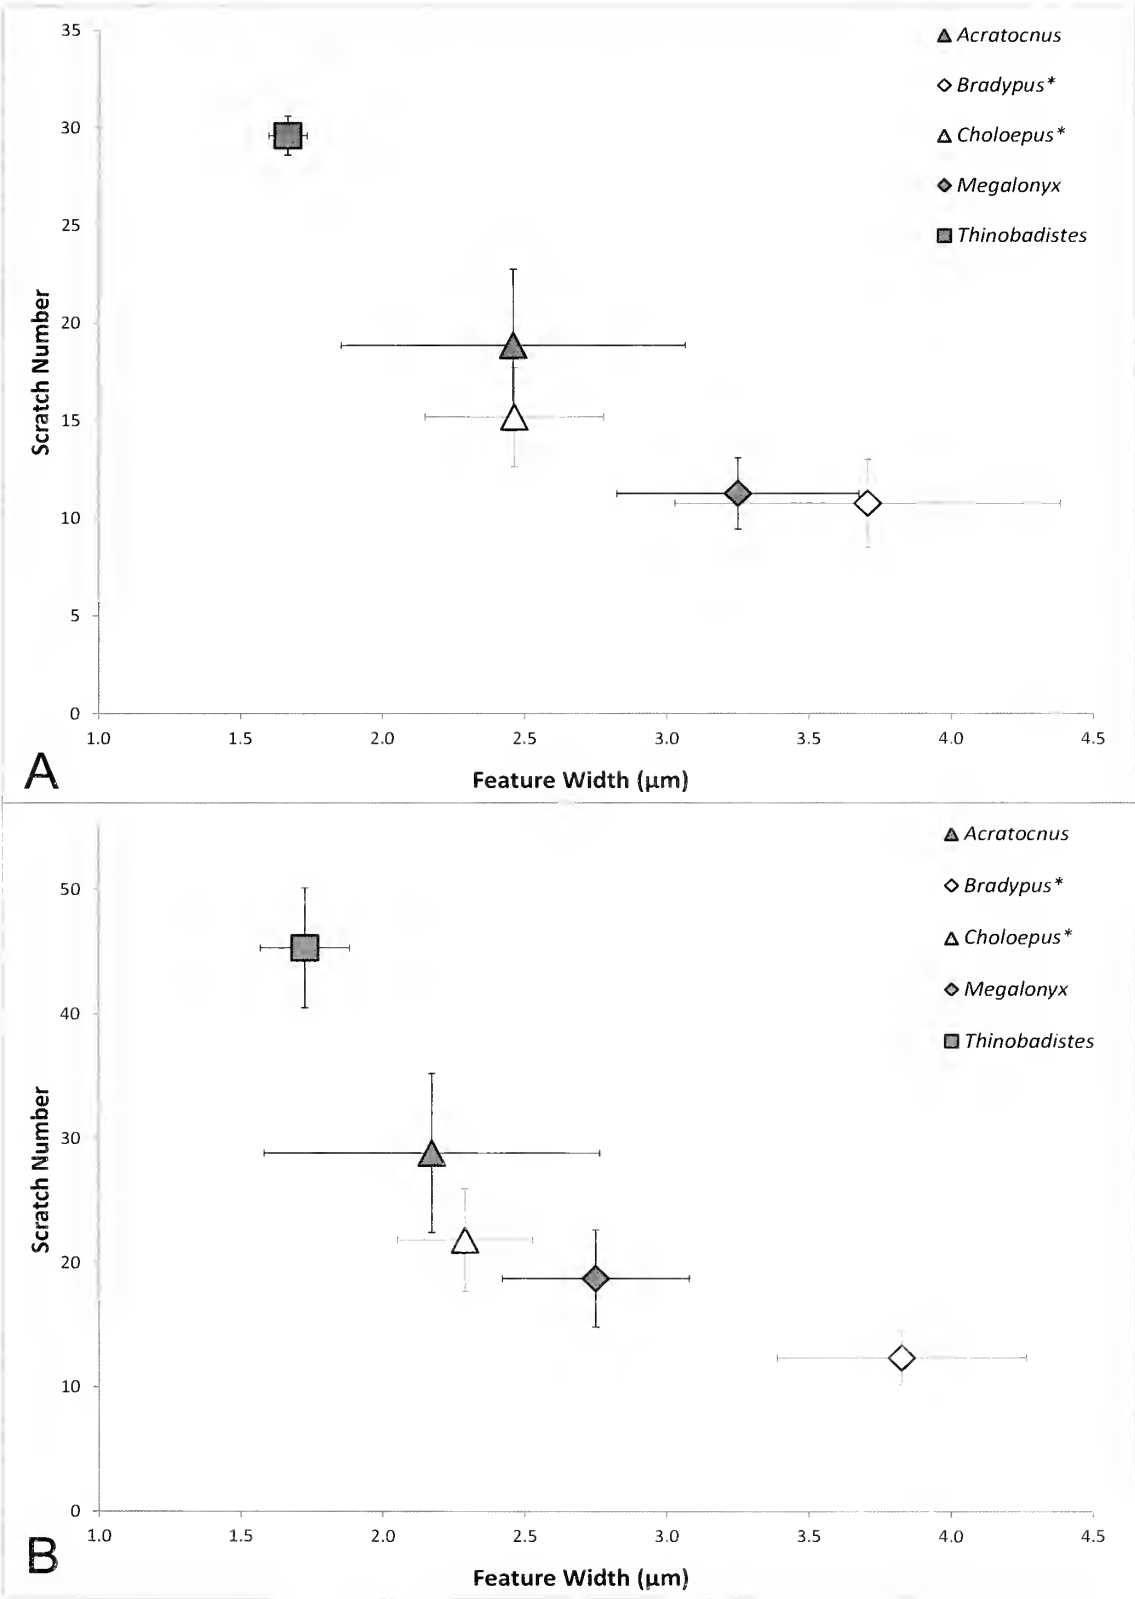 35
30
25
20
15
10
5
0
Scratch Number
1.0 1.5 2.0 2.5 3.0 3.5 4.0 4.5
Feature Width (μm)
Acratocnus
Bradypus*
Choloepus*
Megalonyx
Thinobadistes
A
50
40
30
20
10
0
Scratch Number
1.0 1.5 2.0 2.5 3.0 3.5 4.0 4.5
Feature Width (μm)
Acratocnus
Bradypus*
Choloepus*
Megalonyx
Thinobadistes
B